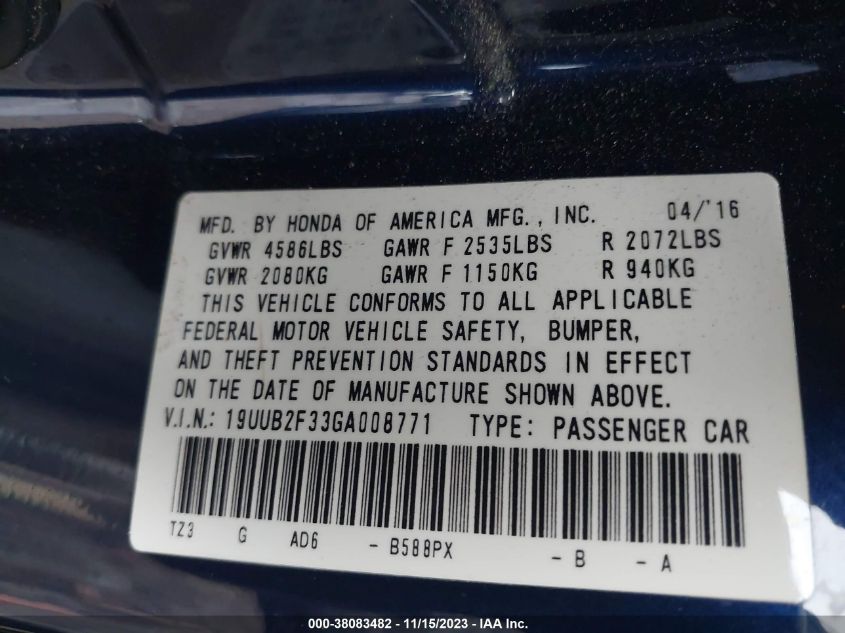 MFD. BY HONDA OF AMERICA MFG., INC. 04/'16
GVWR 4586LBS GAWR F 2535LBS R 2072LBS
GVWR 2080KG GAWR F 1150KG R 940KG
THIS VEHICLE CONFORMS TO ALL APPLICABLE
FEDERAL MOTOR VEHICLE SAFETY, BUMPER,
AND THEFT PREVENTION STANDARDS IN EFFECT
ON THE DATE OF MANUFACTURE SHOWN ABOVE.
V.I.N.: 19UUB2F33GA008771 TYPE: PASSENGER CAR
TZ3 G AD6 - B588PX - B - A
000-38083482 - 11/15/2023 - IAA Inc.